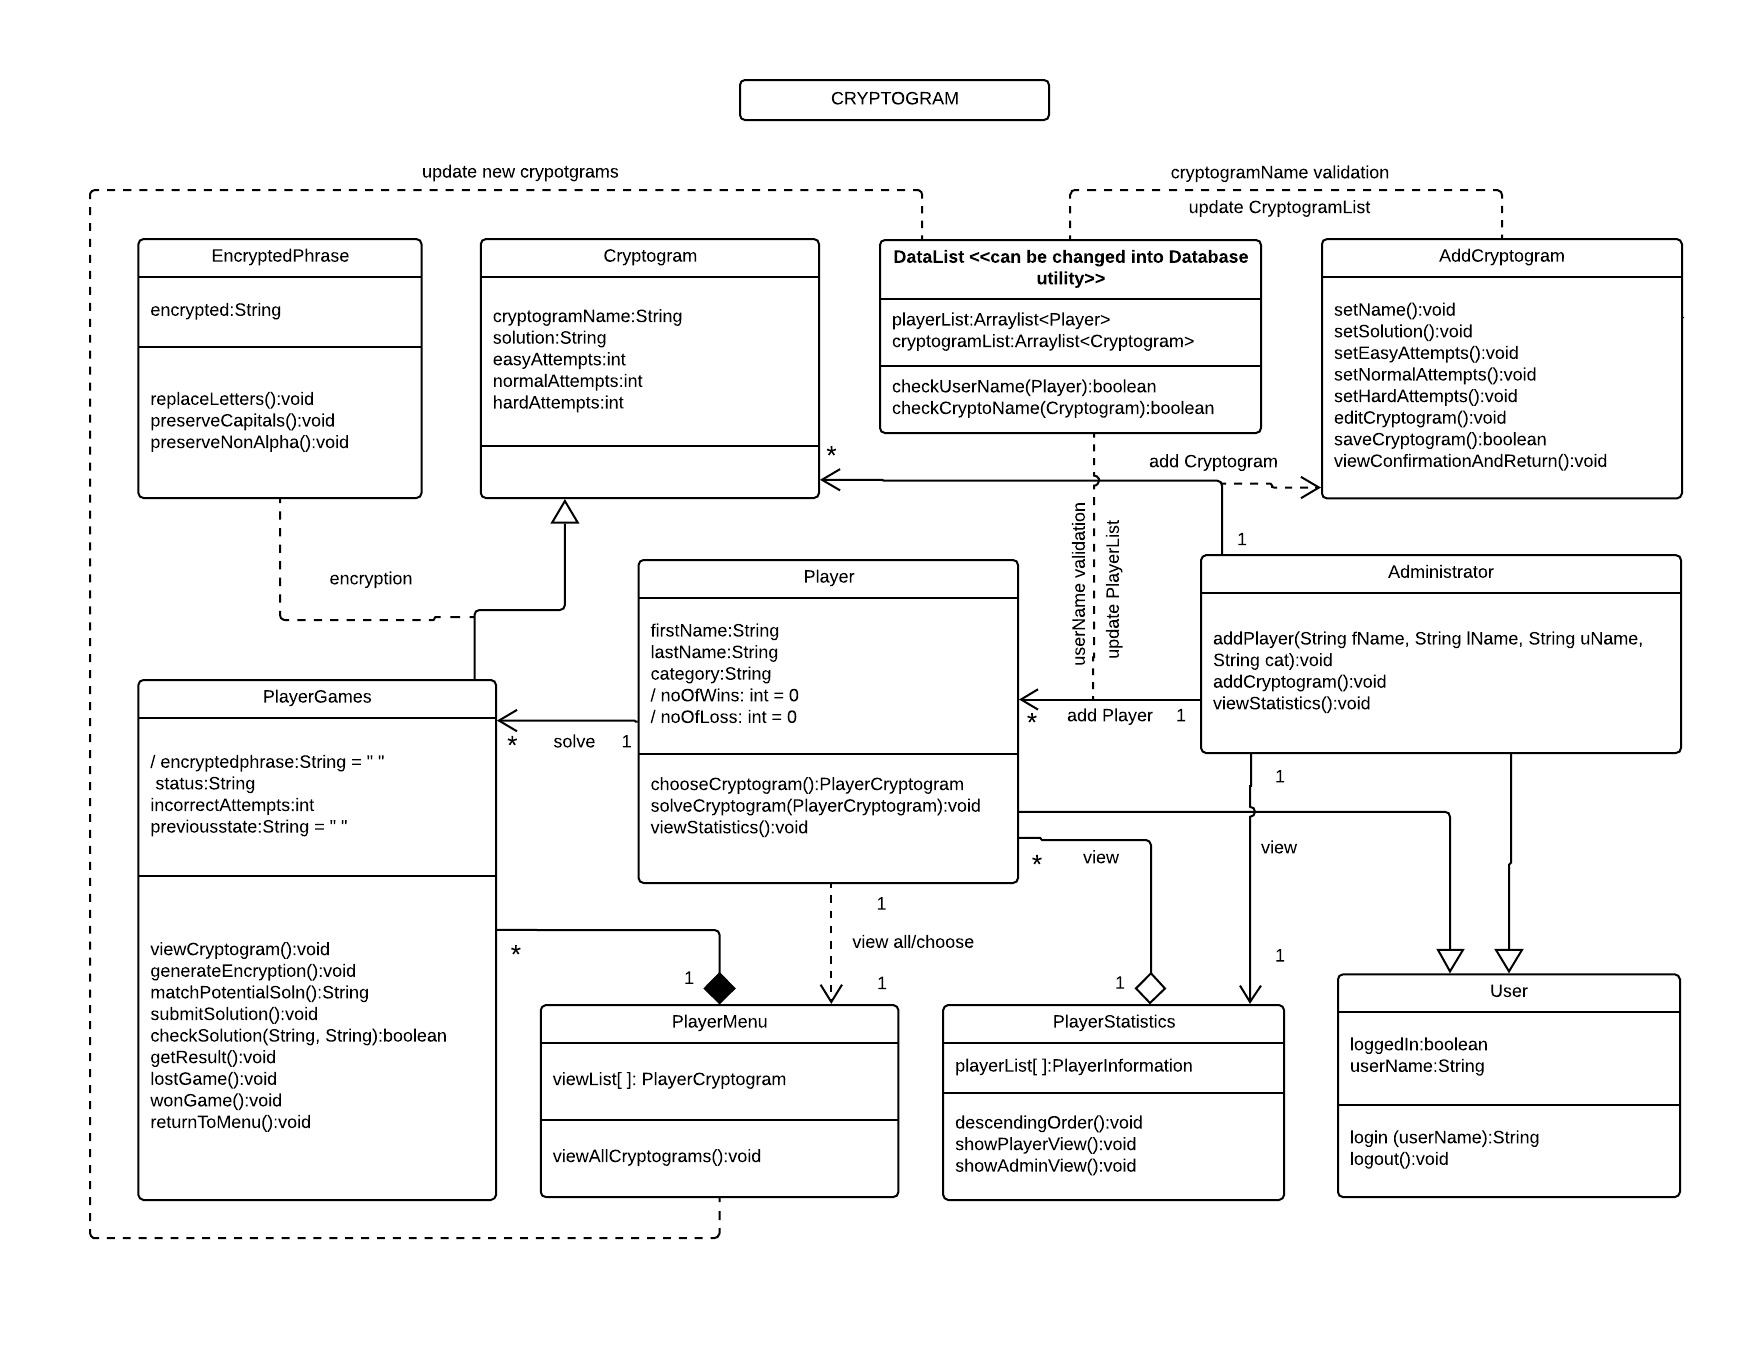 CRYPTOGRAM
update new crypotgrams
cryptogramName validation
update CryptogramList
EncryptedPhrase
encrypted:String
replaceLetters():void
preserveCapitals():void
preserveNonAlpha():void
Cryptogram
cryptogramName:String
solution:String
easyAttempts:int
normalAttempts:int
hardAttempts:int
DataList <<can be changed into Database
utility>>
playerList:Arraylist<Player>
cryptogramList:Arraylist<Cryptogram>
checkUserName(Player):boolean
checkCryptoName(Cryptogram):boolean
AddCryptogram
setName():void
setSolution():void
setEasyAttempts():void
setNormalAttempts():void
setHardAttempts():void
editCryptogram():void
saveCryptogram():boolean
viewConfirmationAndReturn():void
*
add Cryptogram
1
encryption
userName validation
update PlayerList
Player
firstName:String
lastName:String
category:String
/ noOfWins: int = 0
/ noOfLoss: int = 0
chooseCryptogram():PlayerCryptogram
solveCryptogram(PlayerCryptogram):void
viewStatistics():void
Administrator
addPlayer(String fName, String lName, String uName,
String cat):void
addCryptogram():void
viewStatistics():void
* add Player 1
* solve 1
PlayerGames
/ encryptedphrase:String = " "
status:String
incorrectAttempts:int
previousstate:String = " "
viewCryptogram():void
generateEncryption():void
matchPotentialSoln():String
submitSolution():void
checkSolution(String, String):boolean
getResult():void
lostGame():void
wonGame():void
returnToMenu():void
1
view
* view
1
view all/choose
*
1
1
1
1
PlayerMenu
viewList[ ]: PlayerCryptogram
viewAllCryptograms():void
PlayerStatistics
playerList[ ]:PlayerInformation
descendingOrder():void
showPlayerView():void
showAdminView():void
User
loggedIn:boolean
userName:String
login (userName):String
logout():void